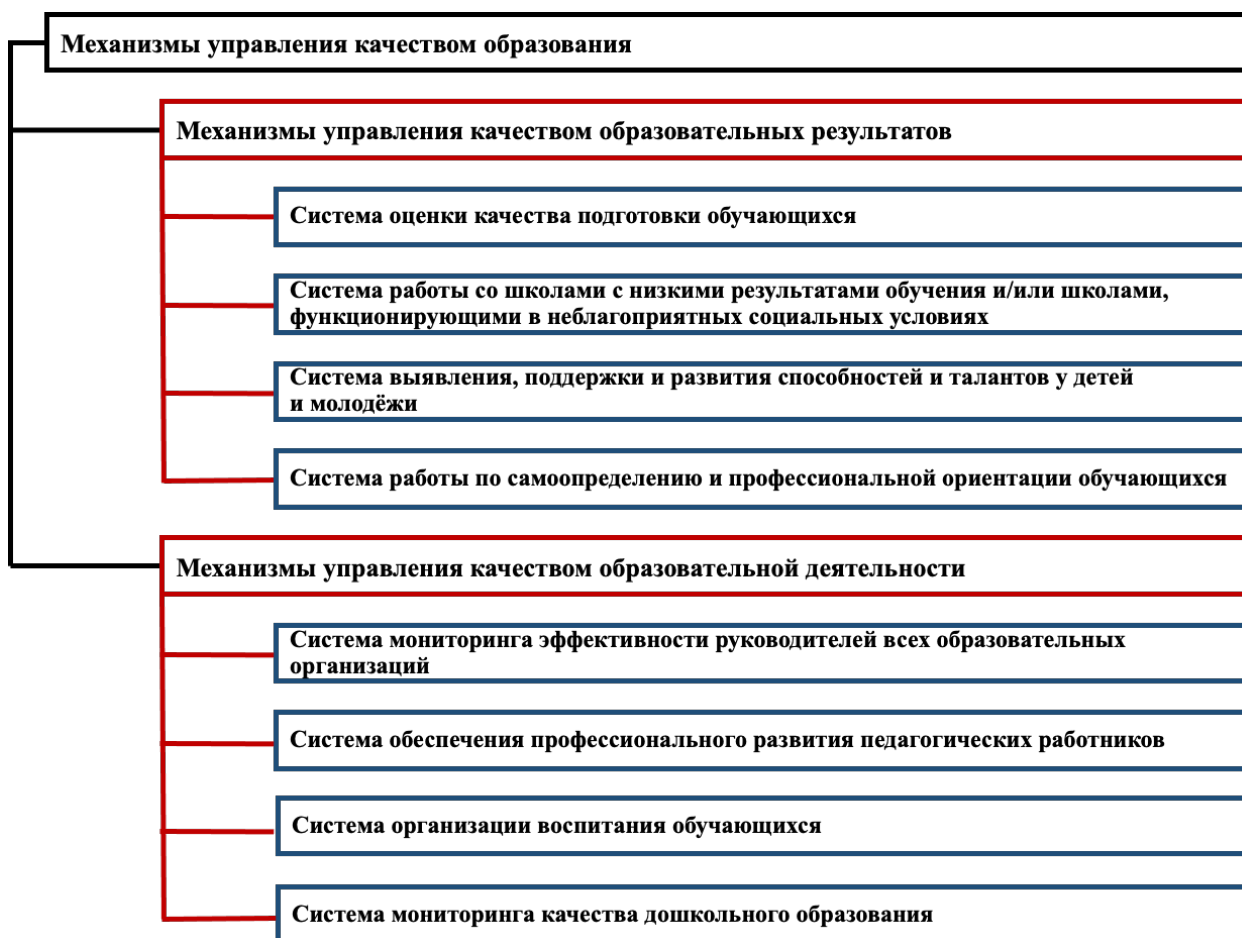 Механизмы управления качеством образования
Механизмы управления качеством образовательных результатов
Система оценки качества подготовки обучающихся
Система работы со школами с низкими результатами обучения и/или школами,
функционирующими в неблагоприятных социальных условиях
Система выявления, поддержки и развития способностей и талантов у детей
и молодёжи
Система работы по самоопределению и профессиональной ориентации обучающихся
Механизмы управления качеством образовательной деятельности
Система мониторинга эффективности руководителей всех образовательных
организаций
Система обеспечения профессионального развития педагогических работников
Система организации воспитания обучающихся
Система мониторинга качества дошкольного образования